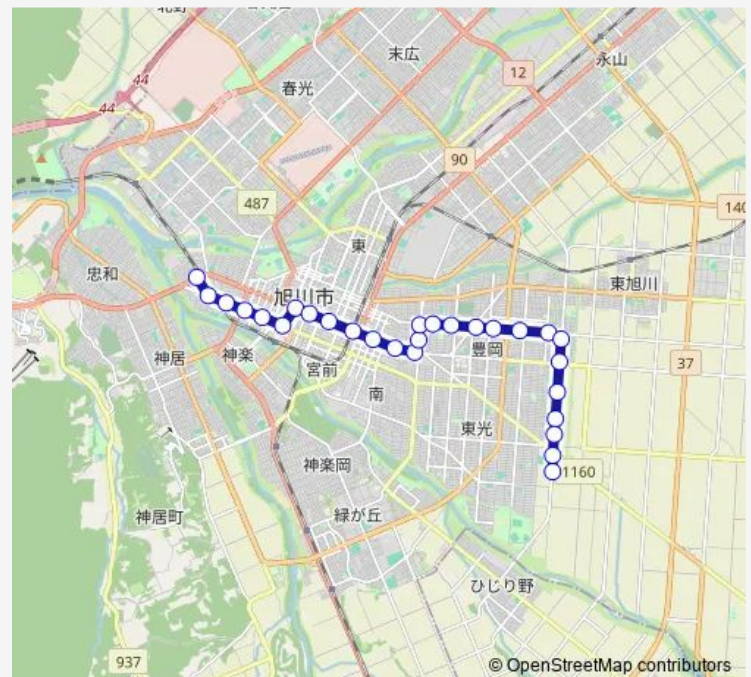 末広
永山
12
44
春光
44
90
487
140
東
忠和
旭川市
東旭川
神居
神楽
宮前
豊岡
37
南
東光
神楽岡
1160
神居町
緑が丘
ひじり野
937
© OpenStreetMap contributors